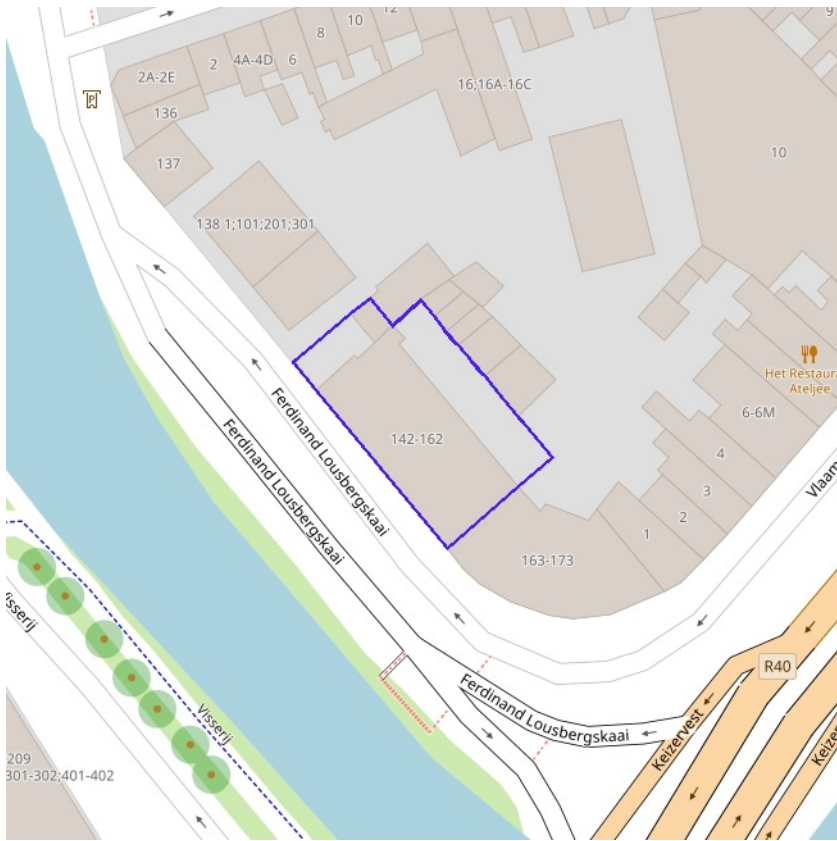 12
10
8
6
4A-4D
2
2A-2E
16;16A-16C
9
P
136
137
10
138 1;101;201;301
Het Restaura
Ateljee
6-6M
Ferdinand Lousbergskaai
Ferdinand Lousbergskaai
142-162
4
3
2
1
Vlaam
163-173
Visserij
R40
Ferdinand Lousbergskaai
Keizervest
Keizerv
Visserij
209
301-302;401-402